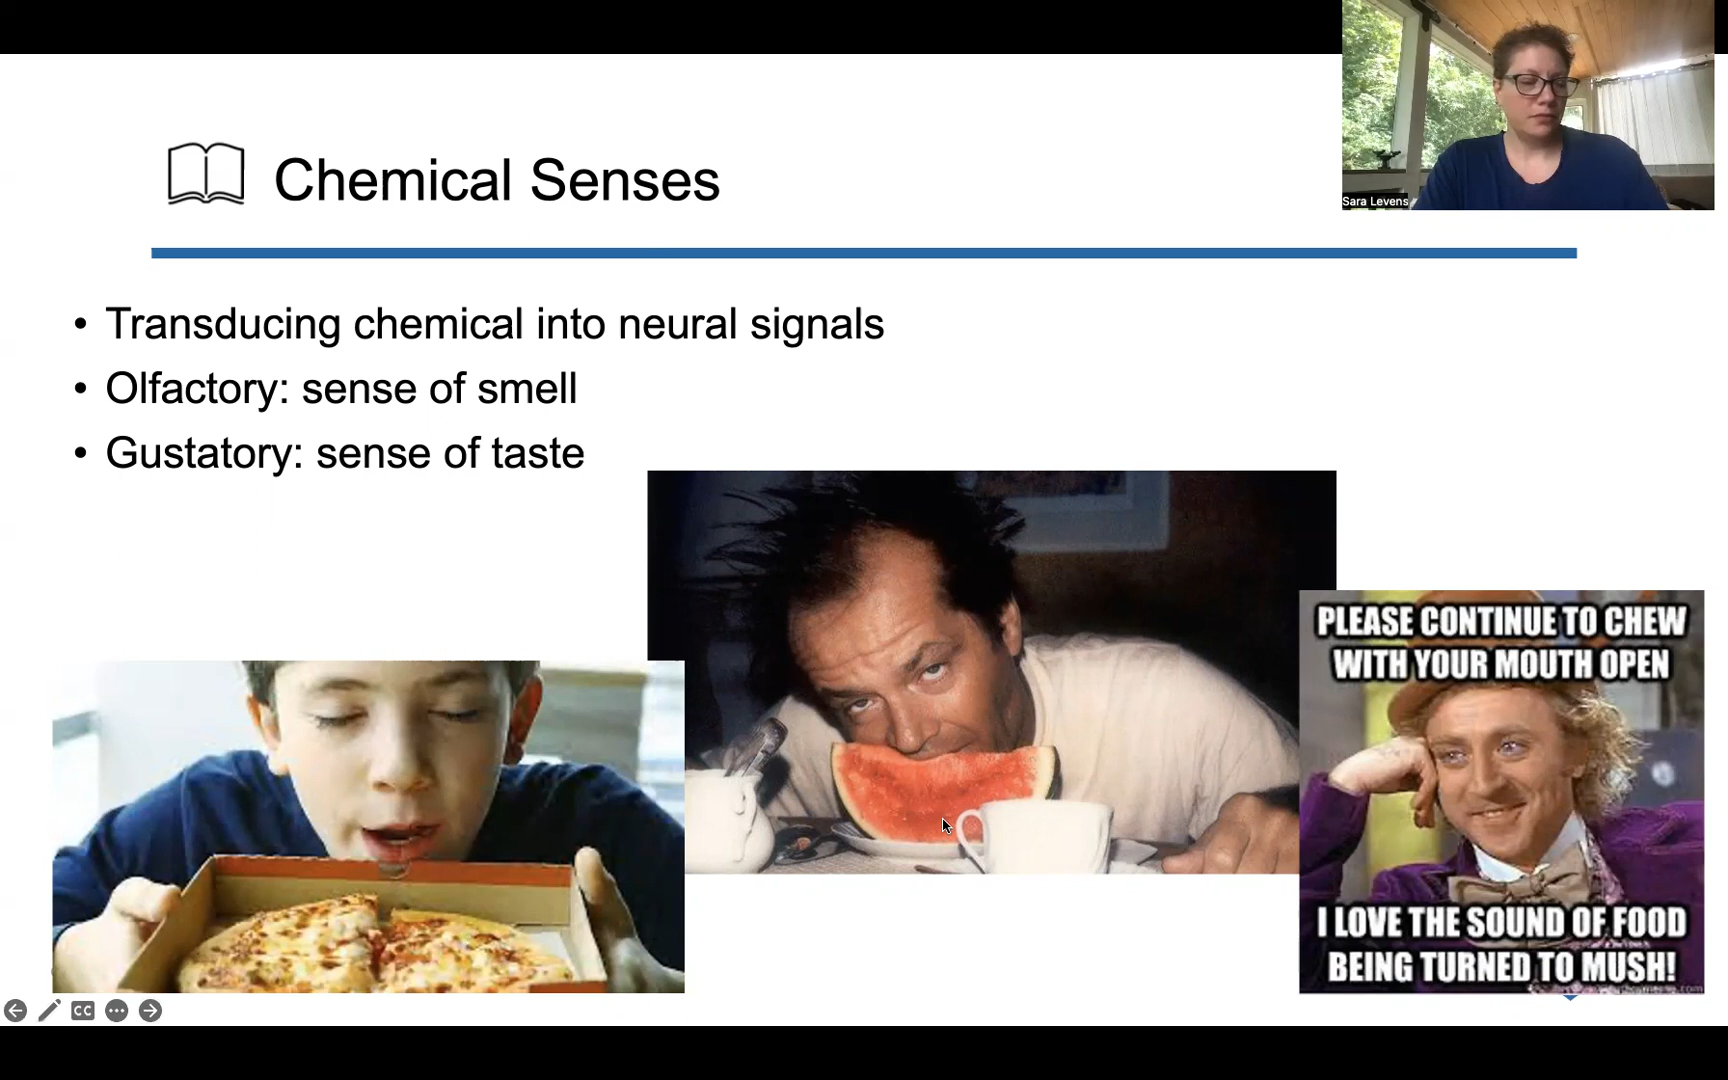 Sara Levens
Chemical Senses
• Transducing chemical into neural signals
• Olfactory: sense of smell
• Gustatory: sense of taste
PLEASE CONTINUE TO CHEW
WITH YOUR MOUTH OPEN
I LOVE THE SOUND OF FOOD
BEING TURNED TO MUSH!
CC